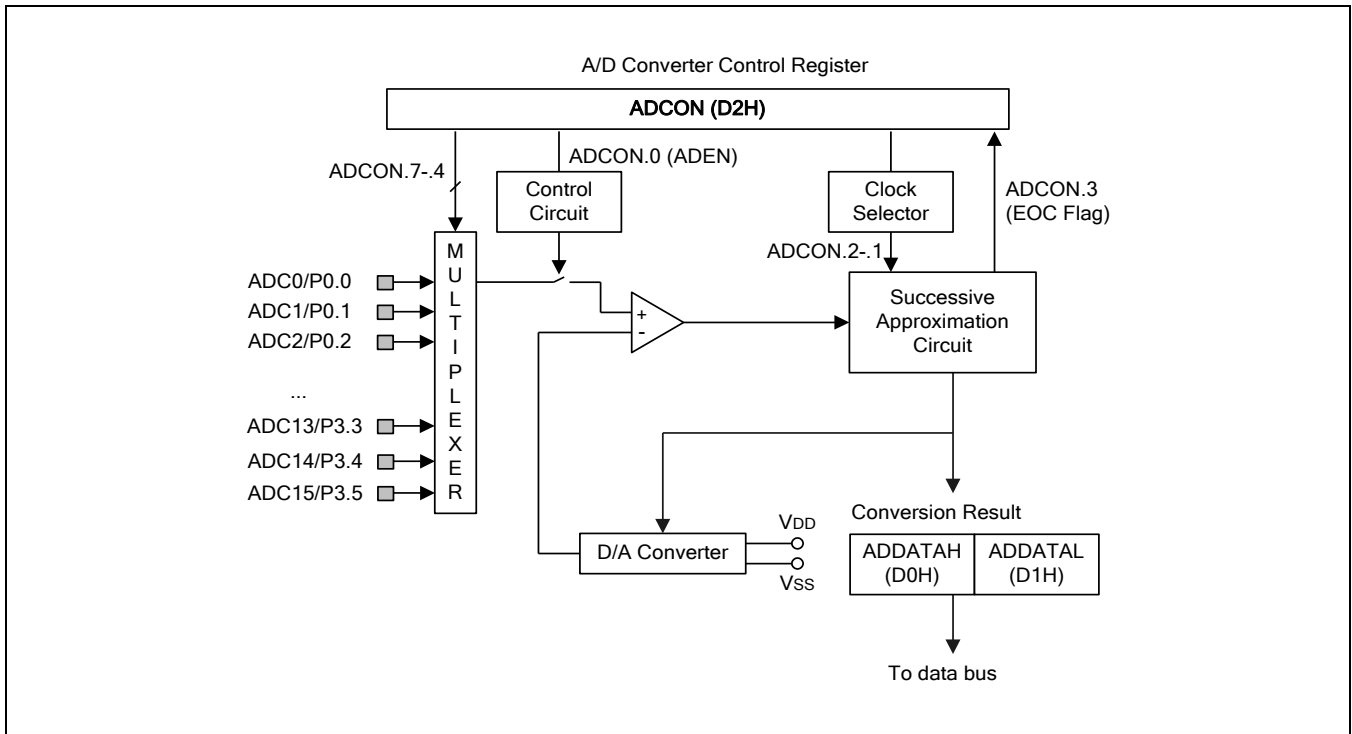 A/D Converter Control Register
ADCON (D2H)
ADCON.7-.4
ADCON.0 (ADEN)
Control
Circuit
Clock
Selector
ADCON.3
(EOC Flag)
ADCON.2-.1
MULTIPLEXER
ADC0/P0.0
ADC1/P0.1
ADC2/P0.2
...
ADC13/P3.3
ADC14/P3.4
ADC15/P3.5
+
-
Successive
Approximation
Circuit
D/A Converter
VDD
VSS
Conversion Result
ADDATAH
(D0H)
ADDATAL
(D1H)
To data bus